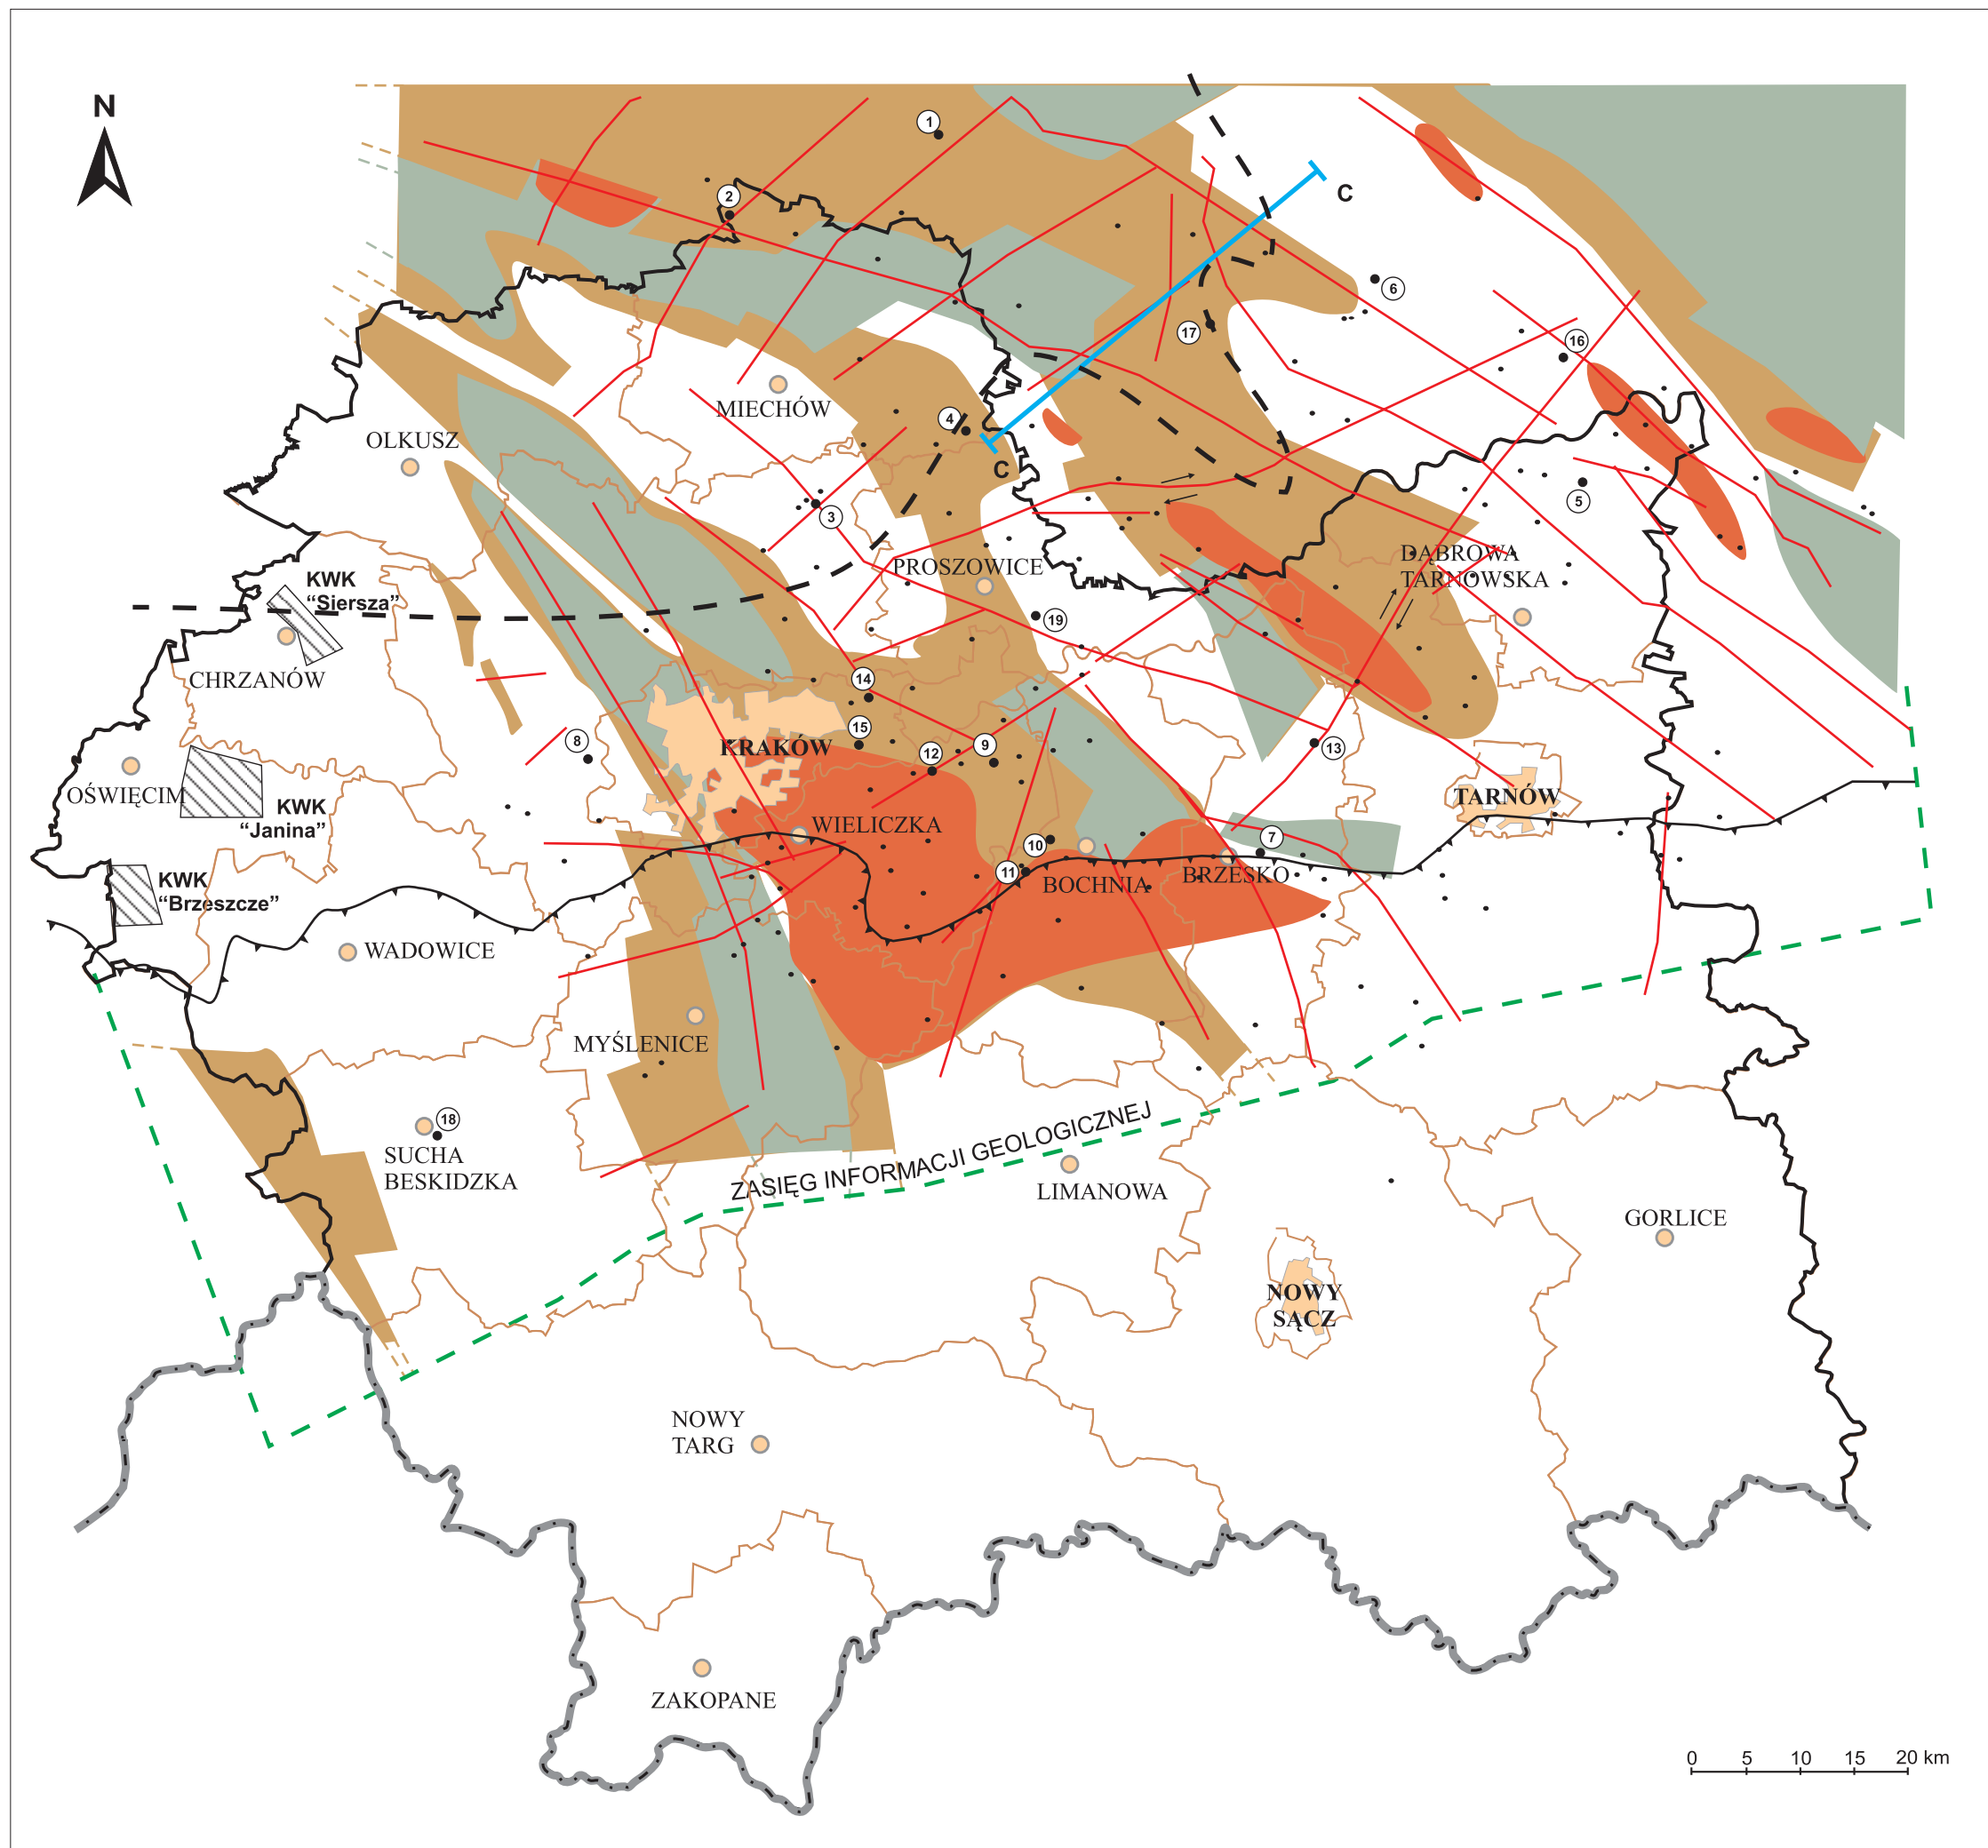 N
1
2
C
6
17
16
MIECHÓW
4
OLKUSZ
C
5
3
DĄBROWA
TARNOWSKA
PROSZOWICE
KWK
“Siersza”
19
CHRZANÓW
14
15
9
13
8
KRAKÓW
12
OŚWIĘCIM
TARNÓW
KWK
“Janina”
WIELICZKA
7
10
11
BOCHNIA
BRZESKO
KWK
“Brzeszcze”
WADOWICE
MYŚLENICE
18
SUCHA
BESKIDZKA
ZASIĘG INFORMACJI GEOLOGICZNEJ
LIMANOWA
GORLICE
NOWY
SĄCZ
NOWY
TARG
ZAKOPANE
0 5 10 15 20 km